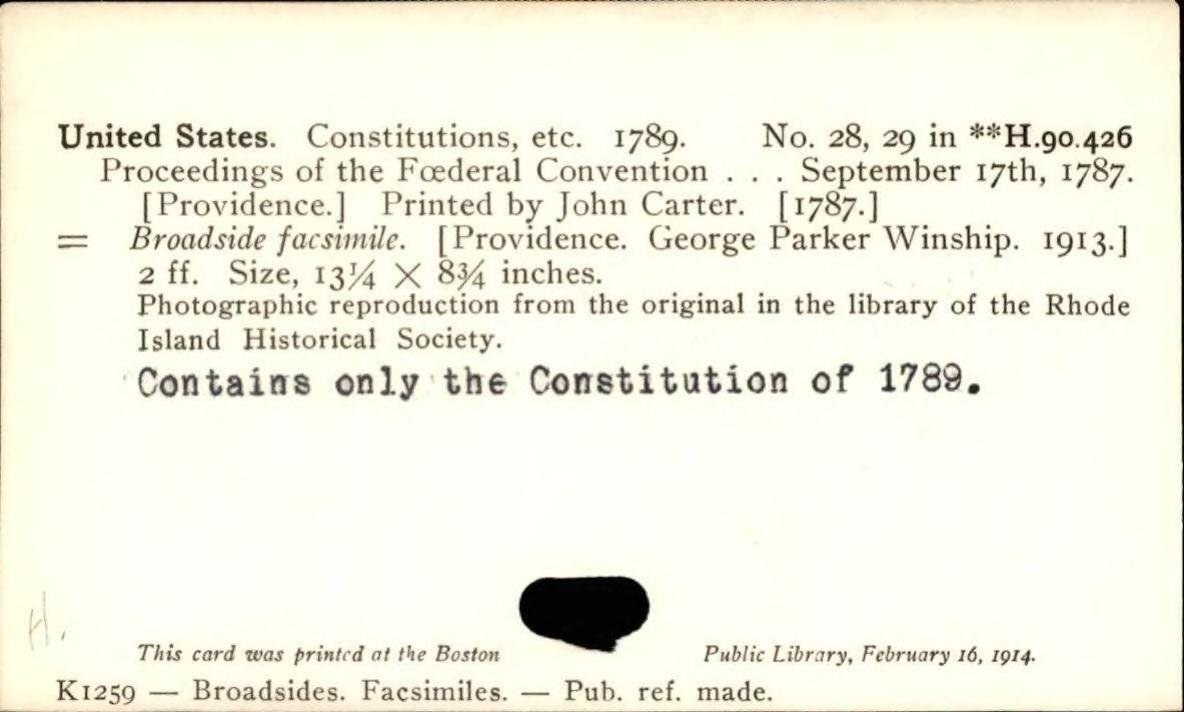 United States. Constitutions, etc. 1789. No. 28, 29 in **H.90.426
Proceedings of the Fœderal Convention . . . September 17th, 1787.
[Providence.] Printed by John Carter. [1787.]
= Broadside facsimile. [Providence. George Parker Winship. 1913.]
2 ff. Size, 13¼ × 8¾ inches.
Photographic reproduction from the original in the library of the Rhode
Island Historical Society.
Contains only the Constitution of 1789.
H.
This card was printed at the Boston Public Library, February 16, 1914.
K1259 — Broadsides. Facsimiles. — Pub. ref. made.